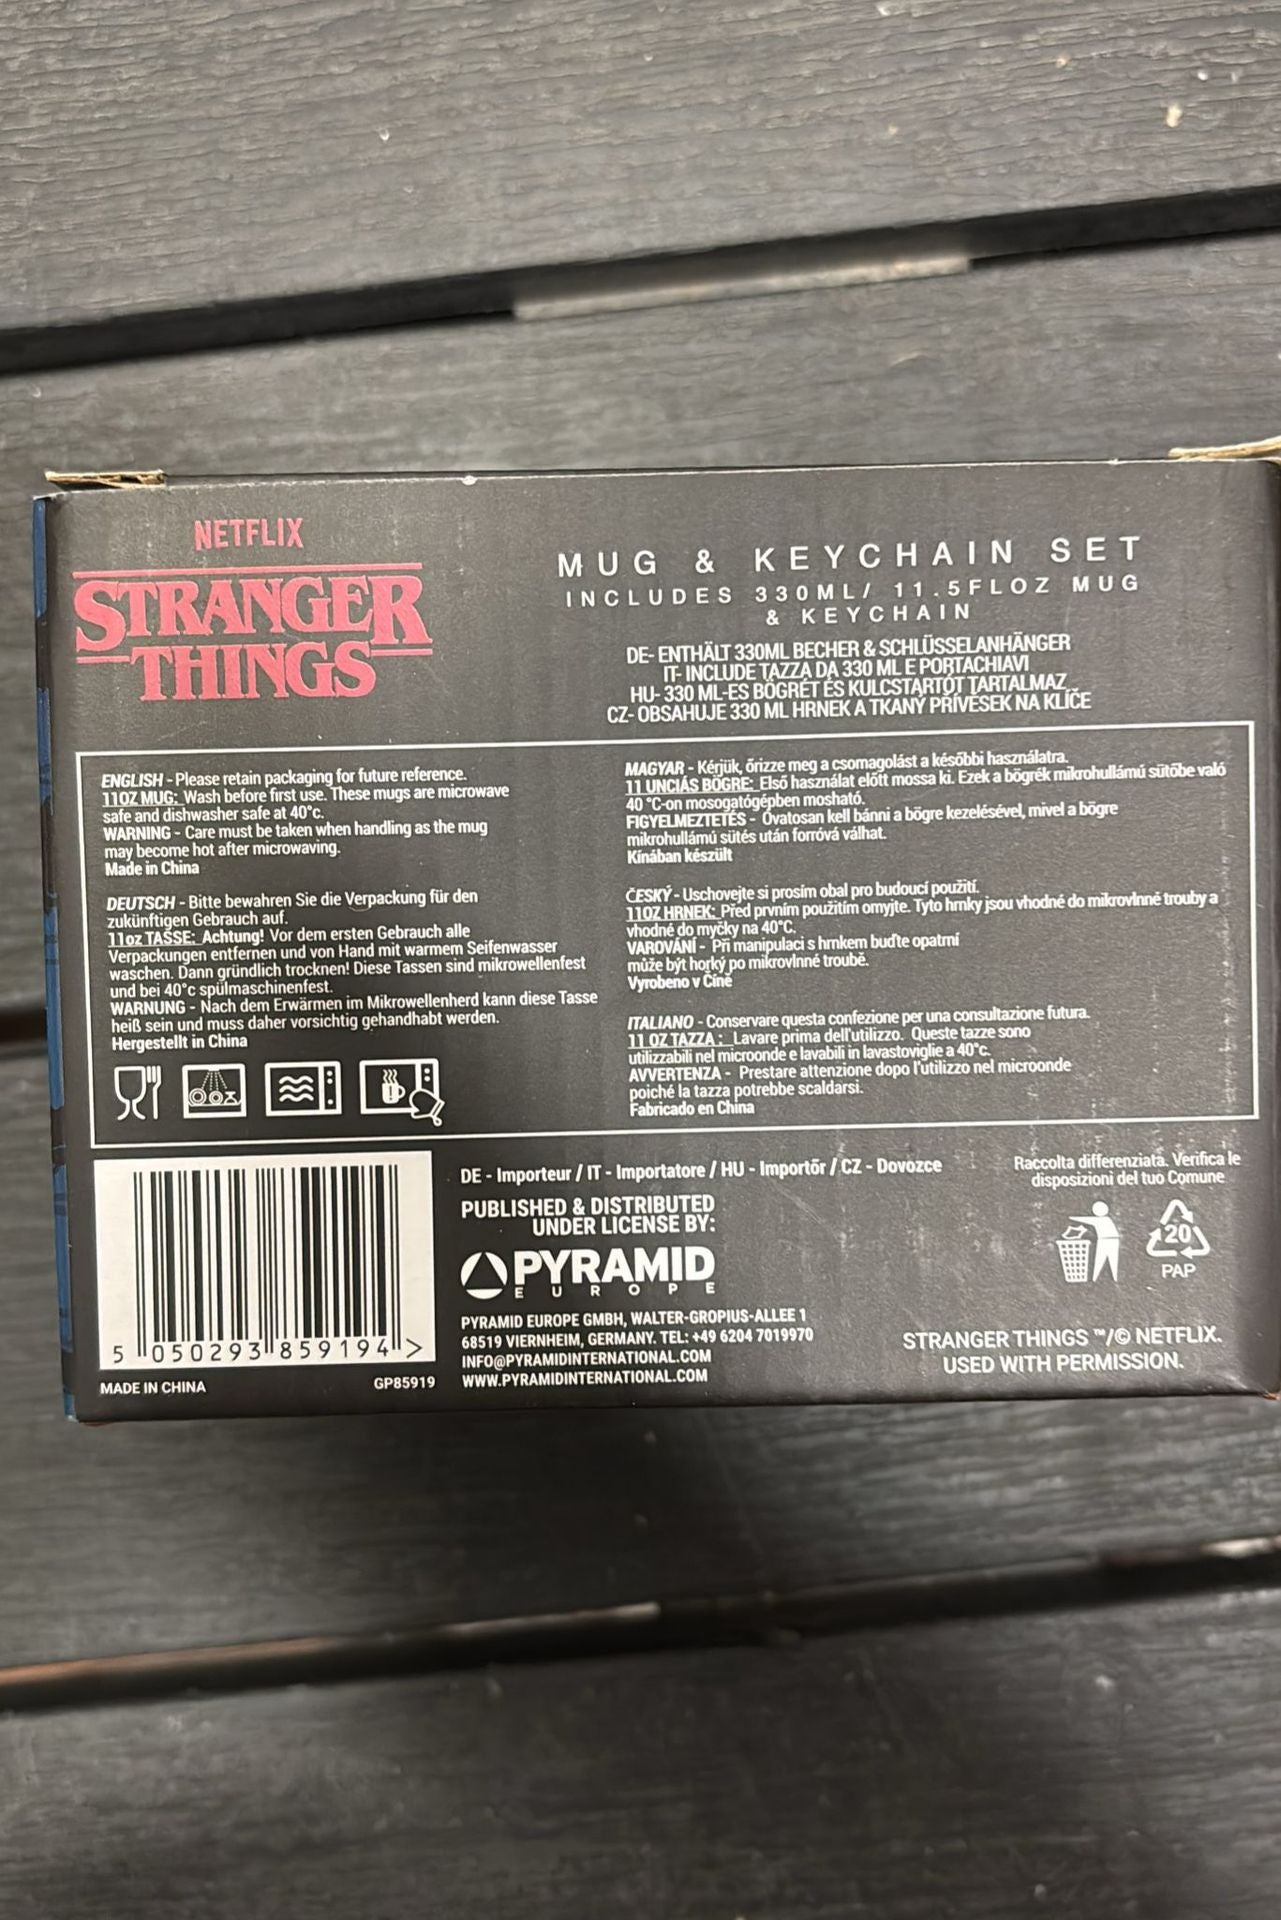 NETFLIX
STRANGER
THINGS
MUG & KEYCHAIN SET
INCLUDES 330ML/ 11.5FLOZ MUG
& KEYCHAIN
DE- ENTHÄLT 330ML BECHER & SCHLÜSSELANHÄNGER
IT- INCLUDE TAZZA DA 330 ML E PORTACHIAVI
HU- 330 ML-ES BÖGRÉT ÉS KULCSTARTÓT TARTALMAZ
CZ- OBSAHUJE 330 ML HRNEK A TKANÝ PŘÍVĚSEK NA KLÍČE
ENGLISH - Please retain packaging for future reference.
11OZ MUG: Wash before first use. These mugs are microwave
safe and dishwasher safe at 40°c.
WARNING - Care must be taken when handling as the mug
may become hot after microwaving.
Made in China
DEUTSCH - Bitte bewahren Sie die Verpackung für den
zukünftigen Gebrauch auf.
11oz TASSE: Achtung! Vor dem ersten Gebrauch alle
Verpackungen entfernen und von Hand mit warmem Seifenwasser
waschen. Dann gründlich trocknen! Diese Tassen sind mikrowellenfest
und bei 40°c spülmaschinenfest.
WARNUNG - Nach dem Erwärmen im Mikrowellenherd kann diese Tasse
heiß sein und muss daher vorsichtig gehandhabt werden.
Hergestellt in China
MAGYAR - Kérjük, őrizze meg a csomagolást a későbbi használatra.
11 UNCIÁS BÖGRE: Első használat előtt mossa ki. Ezek a bögrék mikrohullámú sütőbe való
40 °C-on mosogatógépben mosható.
FIGYELMEZTETÉS - Óvatosan kell bánni a bögre kezelésével, mivel a bögre
mikrohullámú sütés után forróvá válhat.
Kínában készült
ČESKÝ - Uschovejte si prosím obal pro budoucí použití.
11OZ HRNEK: Před prvním použitím omyjte. Tyto hrnky jsou vhodné do mikrovlnné trouby a
vhodné do myčky na 40°C.
VAROVÁNÍ - Při manipulaci s hrnkem buďte opatrní
může být horký po mikrovlnné troubě.
Vyrobeno v Číně
ITALIANO - Conservare questa confezione per una consultazione futura.
11 OZ TAZZA : Lavare prima dell'utilizzo. Queste tazze sono
utilizzabili nel microonde e lavabili in lavastoviglie a 40°c.
AVVERTENZA - Prestare attenzione dopo l'utilizzo nel microonde
poiché la tazza potrebbe scaldarsi.
Fabricado en China
5 050293 859194 >
MADE IN CHINA
GP85919
DE - Importeur / IT - Importatore / HU - Importőr / CZ - Dovozce
PUBLISHED & DISTRIBUTED
UNDER LICENSE BY:
PYRAMID
EUROPE
PYRAMID EUROPE GMBH, WALTER-GROPIUS-ALLEE 1
68519 VIERNHEIM, GERMANY. TEL: +49 6204 7019970
INFO@PYRAMIDINTERNATIONAL.COM
WWW.PYRAMIDINTERNATIONAL.COM
Raccolta differenziata. Verifica le
disposizioni del tuo Comune
20
PAP
STRANGER THINGS ™/© NETFLIX.
USED WITH PERMISSION.